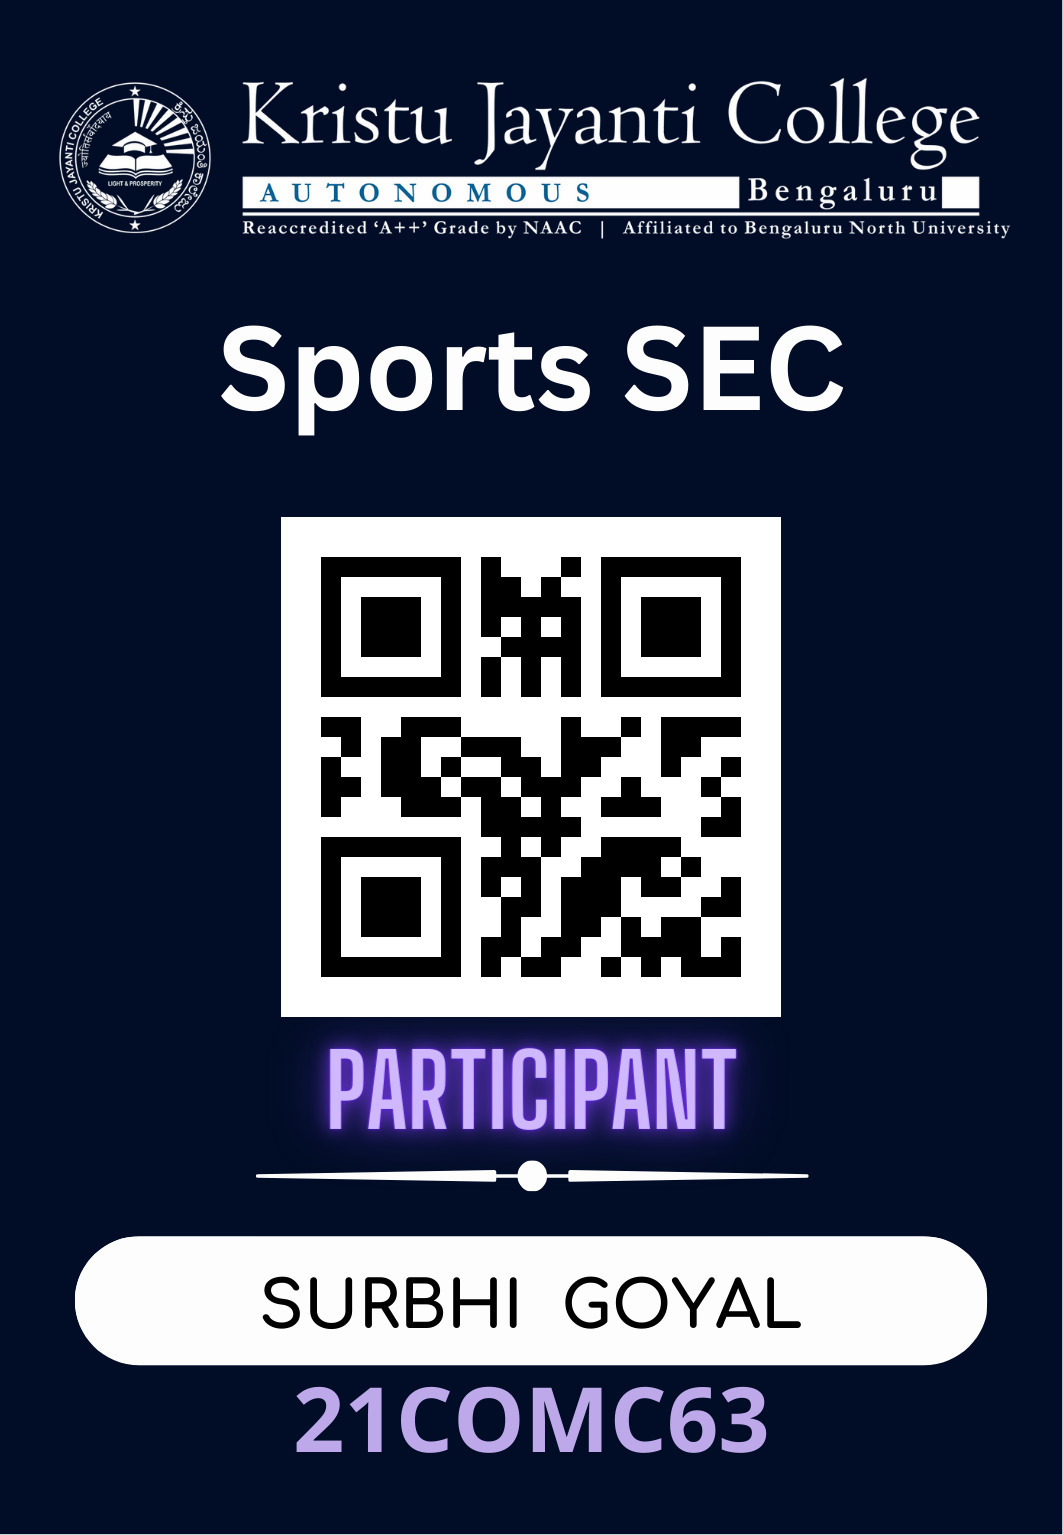 KRISTU JAYANTI COLLEGE
ಕ್ರಿಸ್ತು ಜಯಂತಿ ಕಾಲೇಜು
LIGHT & PROSPERITY
Kristu Jayanti College
AUTONOMOUS Bengaluru
Reaccredited ‘A++’ Grade by NAAC | Affiliated to Bengaluru North University
Sports SEC
PARTICIPANT
SURBHI GOYAL
21COMC63